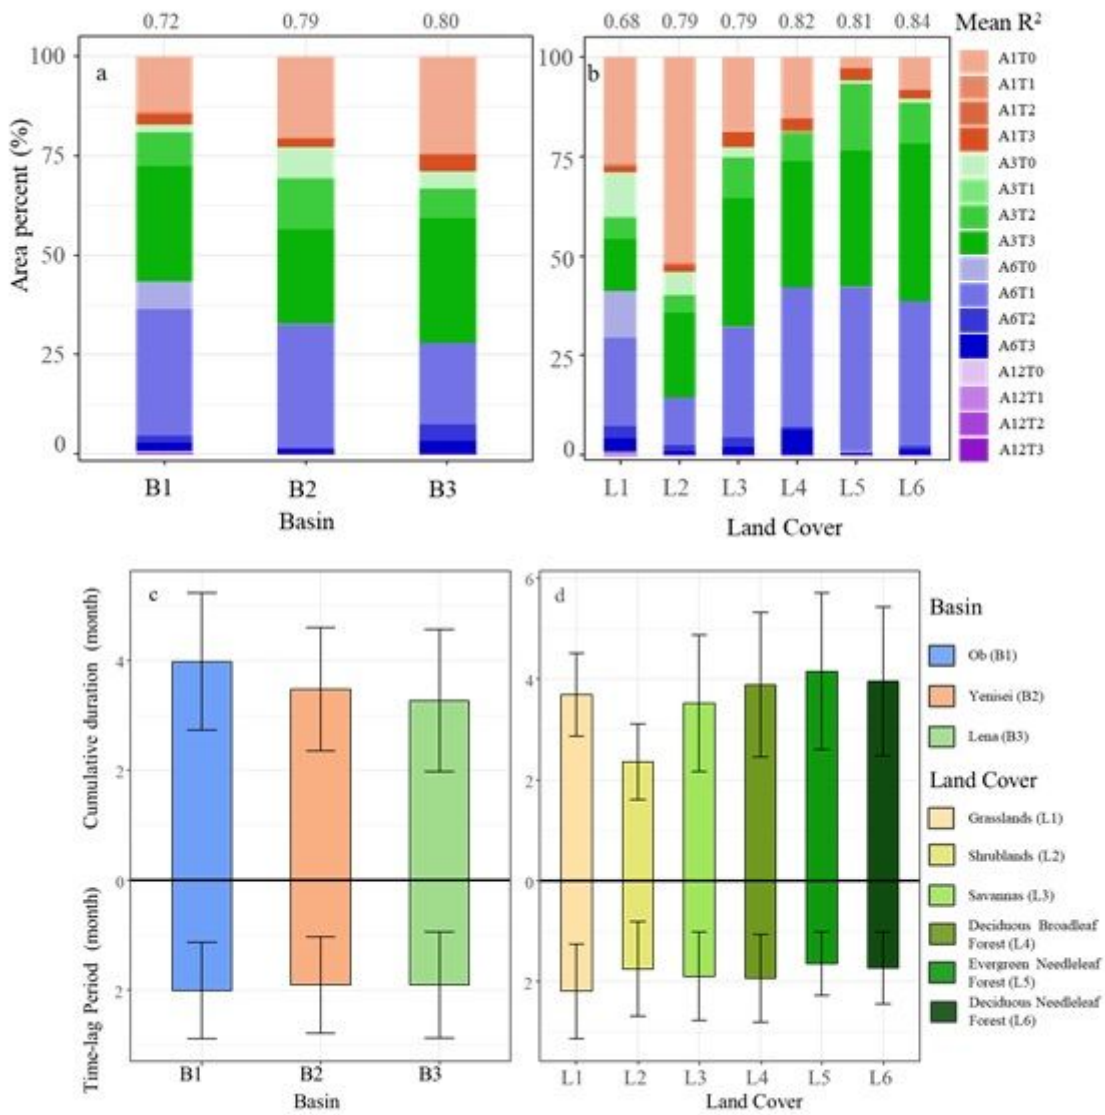 0.72 0.79 0.80
0.68 0.79 0.79 0.82 0.81 0.84
Mean R²
a
b
Area percent (%)
100
75
50
25
0
100
75
50
25
0
B1 B2 B3
Basin
L1 L2 L3 L4 L5 L6
Land Cover
A1T0
A1T1
A1T2
A1T3
A3T0
A3T1
A3T2
A3T3
A6T0
A6T1
A6T2
A6T3
A12T0
A12T1
A12T2
A12T3
c
d
Cumulative duration (month)
Time-lag Period (month)
4
2
0
2
6
4
2
0
2
B1 B2 B3
Basin
L1 L2 L3 L4 L5 L6
Land Cover
Basin
Ob (B1)
Yenisei (B2)
Lena (B3)
Land Cover
Grasslands (L1)
Shrublands (L2)
Savannas (L3)
Deciduous Broadleaf
Forest (L4)
Evergreen Needleleaf
Forest (L5)
Deciduous Needleleaf
Forest (L6)